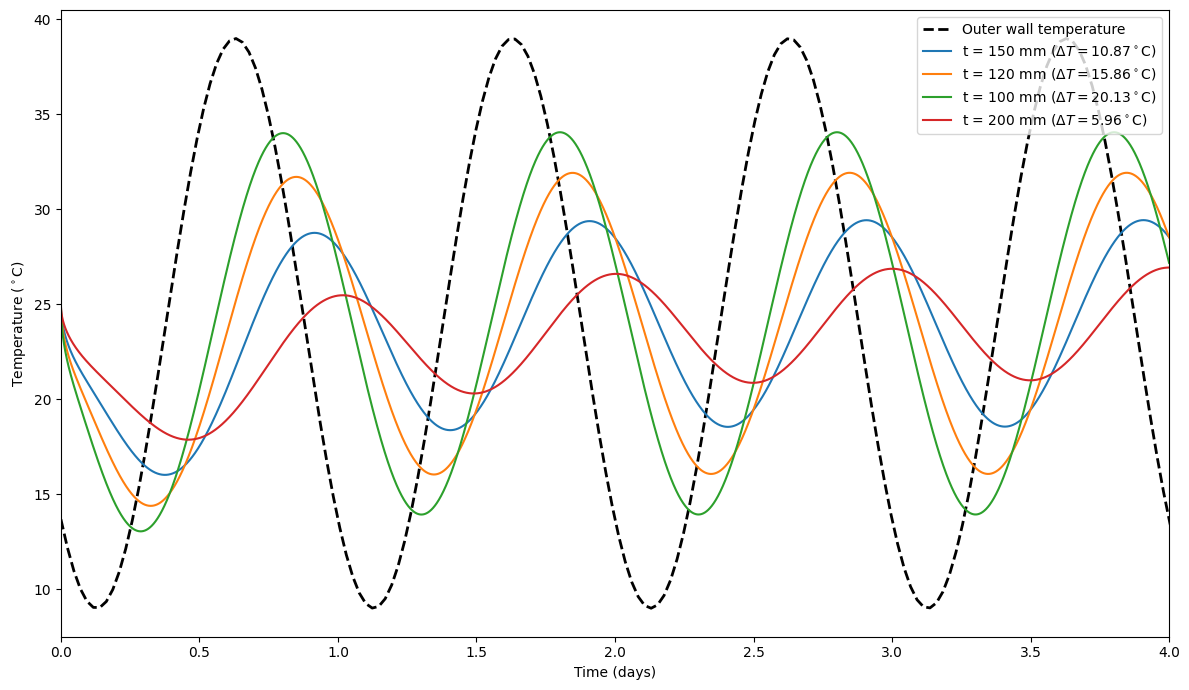 Outer wall temperature
t = 150 mm (ΔT = 10.87°C)
t = 120 mm (ΔT = 15.86°C)
t = 100 mm (ΔT = 20.13°C)
t = 200 mm (ΔT = 5.96°C)
Temperature (°C)
40
35
30
25
20
15
10
0.0 0.5 1.0 1.5 2.0 2.5 3.0 3.5 4.0
Time (days)